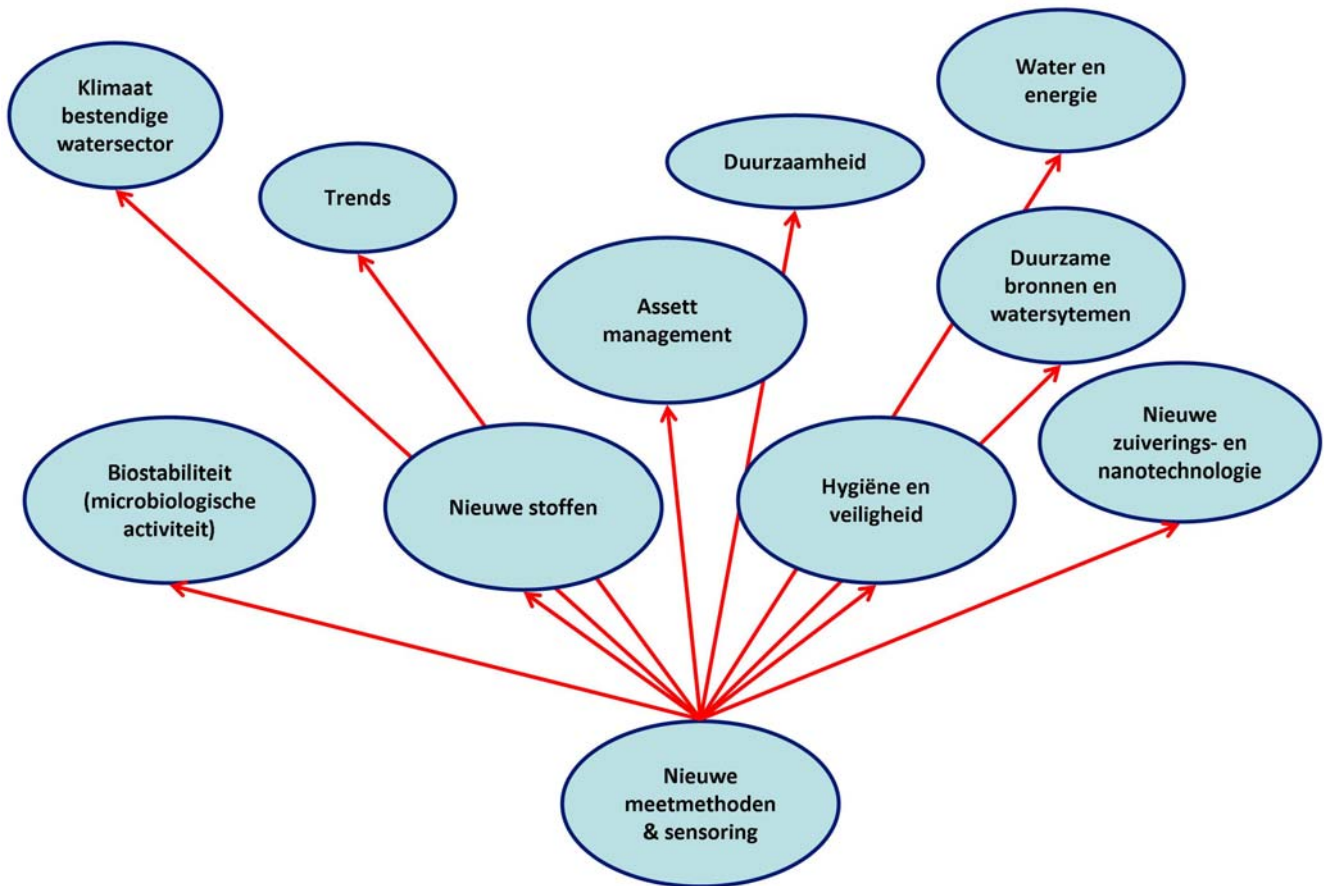 Klimaat
bestendige
watersector
Trends
Duurzaamheid
Water en
energie
Assett
management
Duurzame
bronnen en
watersytemen
Biostabiliteit
(microbiologische
activiteit)
Nieuwe stoffen
Hygiëne en
veiligheid
Nieuwe
zuiverings- en
nanotechnologie
Nieuwe
meetmethoden
& sensoring